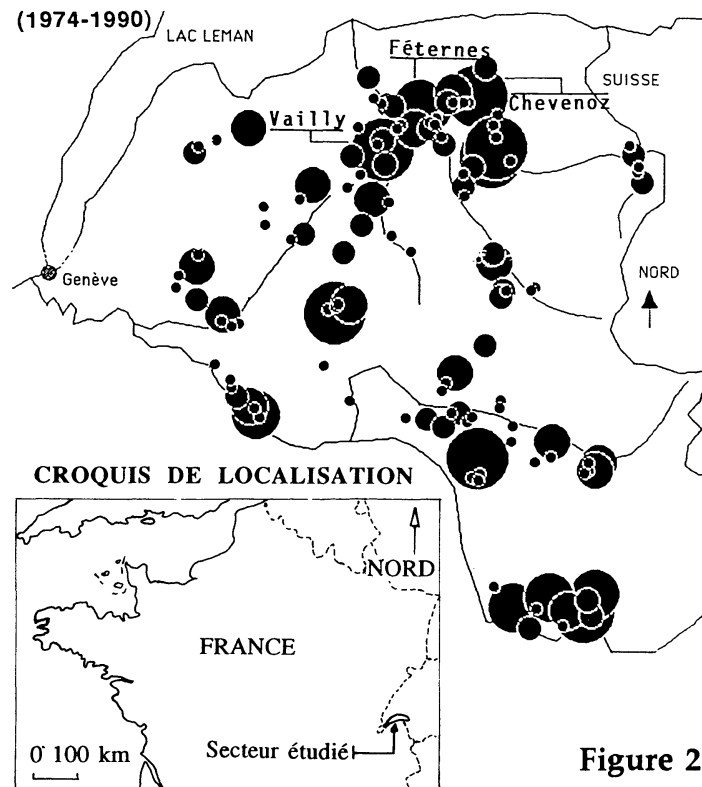 (1974-1990)
LAC LEMAN
Féternes
SUISSE
Chevenoz
Vailly
Genève
NORD
CROQUIS DE LOCALISATION
NORD
FRANCE
0 100 km
Secteur étudié
Figure 2